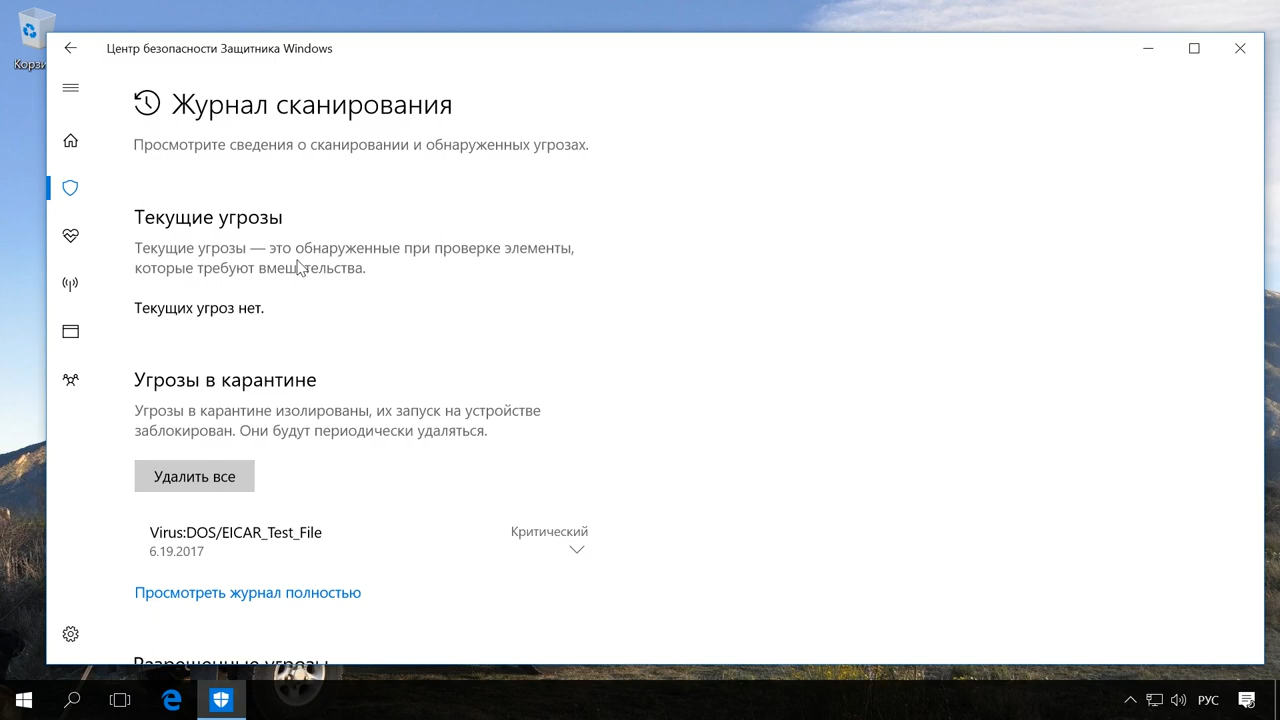 Центр безопасности Защитника Windows
Журнал сканирования
Просмотрите сведения о сканировании и обнаруженных угрозах.
Текущие угрозы
Текущие угрозы — это обнаруженные при проверке элементы,
которые требуют вмешательства.
Текущих угроз нет.
Угрозы в карантине
Угрозы в карантине изолированы, их запуск на устройстве
заблокирован. Они будут периодически удаляться.
Удалить все
Virus:DOS/EICAR_Test_File
Критический
6.19.2017
Просмотреть журнал полностью
Разрешенные угрозы
РУС